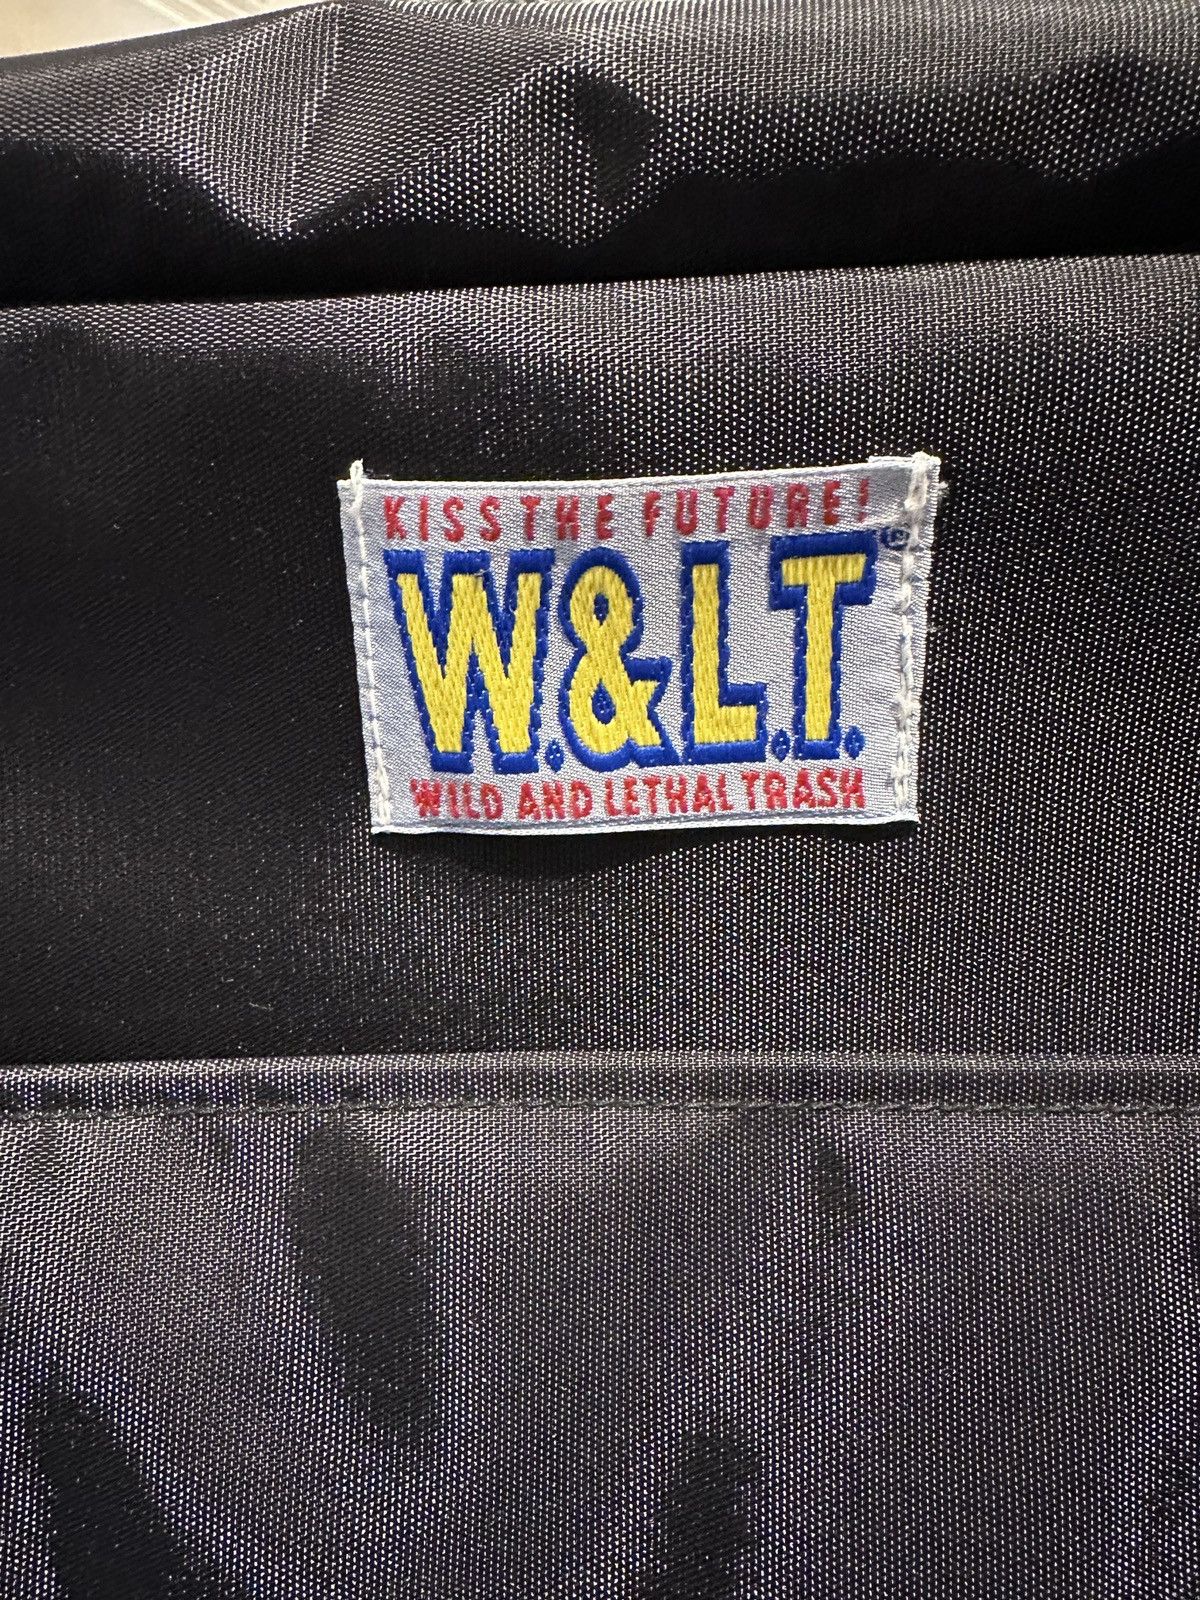 KISS THE FUTURE!
W.&L.T.®
WILD AND LETHAL TRASH